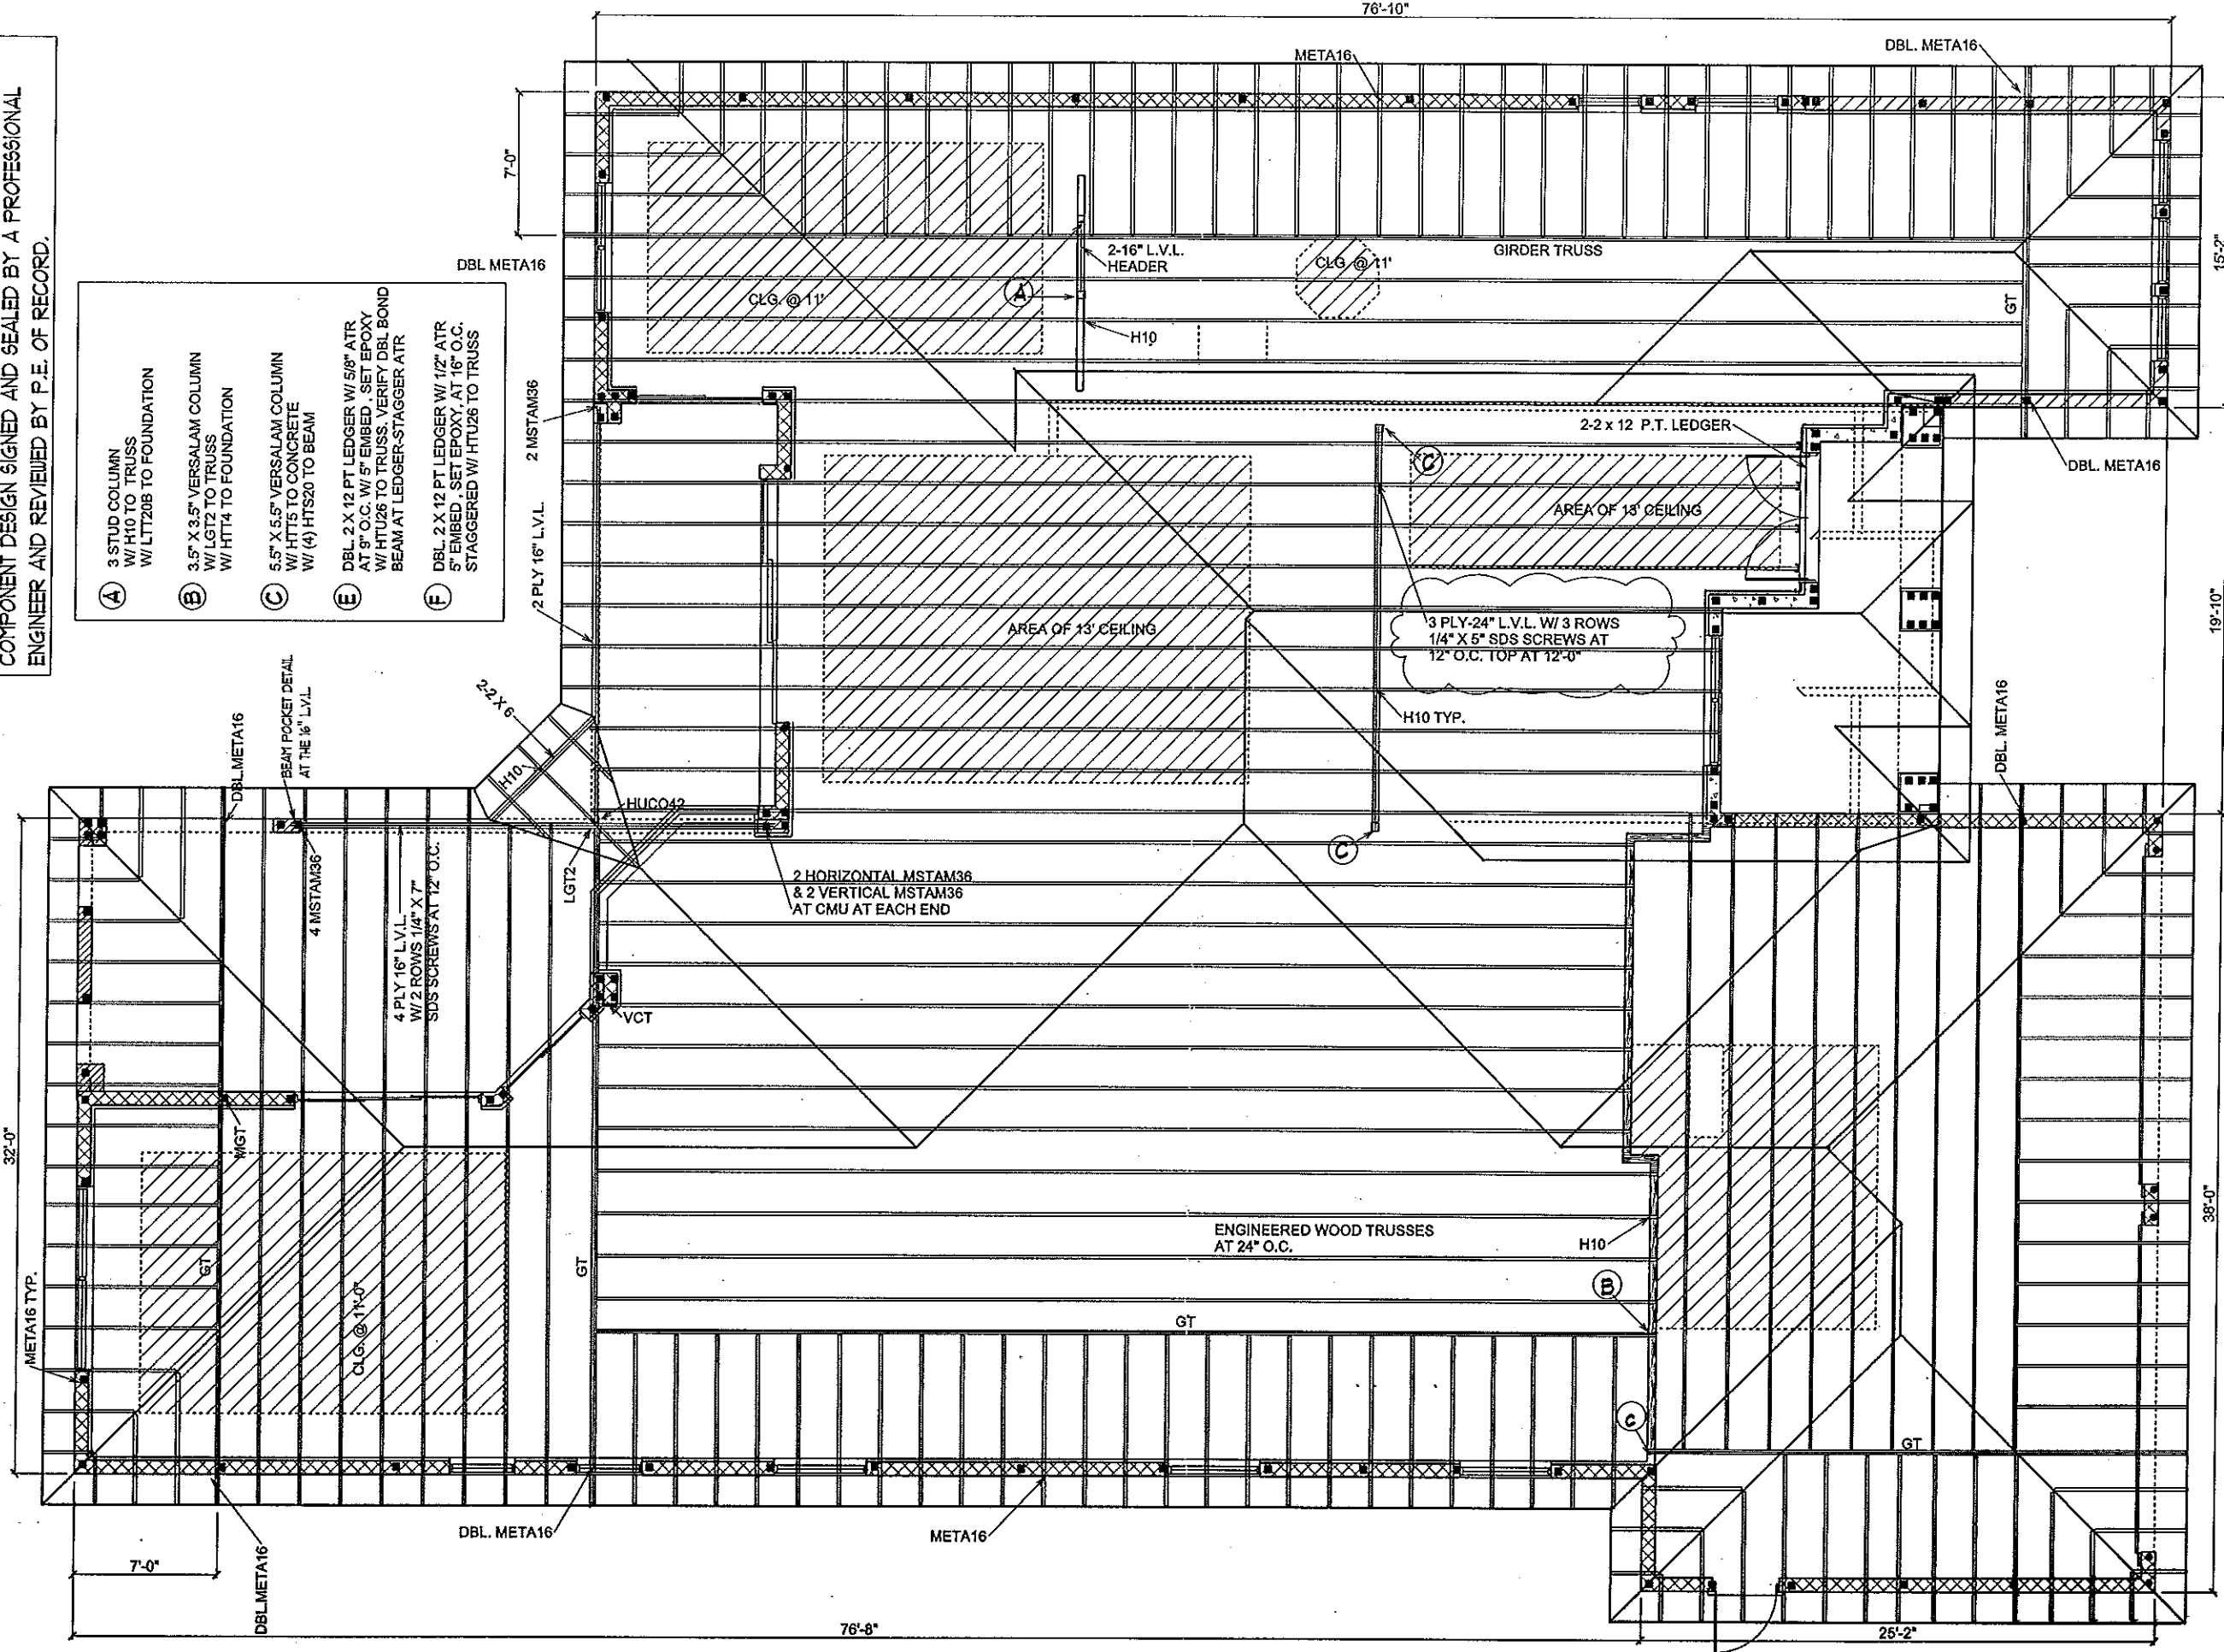 COMPONENT DESIGN SIGNED AND SEALED BY A PROFESSIONAL
ENGINEER AND REVIEWED BY P.E. OF RECORD.
A
3 STUD COLUMN
W/ H10 TO TRUSS
W/ LTT20B TO FOUNDATION
B
3.5" X 3.5" VERSALAM COLUMN
W/ LGT2 TO TRUSS
W/ HTT4 TO FOUNDATION
C
5.5" X 5.5" VERSALAM COLUMN
W/ HTT5 TO CONCRETE
W/ (4) HTS20 TO BEAM
E
DBL. 2 X 12 PT LEDGER W/ 5/8" ATR
AT 9" O.C. W/ 5" EMBED, SET EPOXY
W/ HTU26 TO TRUSS, VERIFY DBL BOND
BEAM AT LEDGER-STAGGER ATR
F
DBL. 2 X 12 PT LEDGER W/ 1/2" ATR
5" EMBED, SET EPOXY, AT 16" O.C.
STAGGERED W/ HTU26 TO TRUSS
76'-10"
META16
DBL. META16
7'-0"
15'-2"
DBL META16
2-16" L.V.L.
HEADER
GIRDER TRUSS
CLG @ 11'
CLG. @ 11'
A
H10
GT
2 MSTAM36
2-2 x 12 P.T. LEDGER
DBL. META16
C
AREA OF 13' CEILING
2 PLY 16" L.V.L.
AREA OF 13' CEILING
3 PLY-24" L.V.L. W/ 3 ROWS
1/4" X 5" SDS SCREWS AT
12" O.C. TOP AT 12'-0"
19'-10"
2-2 X 6
H10 TYP.
DBL. META16
DBL.META16
BEAM POCKET DETAIL
AT THE 16" L.V.L
H10
HUCO42
C
4 MSTAM36
4 PLY 16" L.V.L.
W/ 2 ROWS 1/4" X 7"
SDS SCREWS AT 12" O.C.
LGT2
2 HORIZONTAL MSTAM36
& 2 VERTICAL MSTAM36
AT CMU AT EACH END
VCT
32'-0"
MGT
38'-0"
ENGINEERED WOOD TRUSSES
AT 24" O.C.
H10
GT
GT
META16 TYP.
CLG. @ 11'-0"
B
GT
C
GT
DBL. META16
META16
7'-0"
DBL.META16
76'-8"
25'-2"